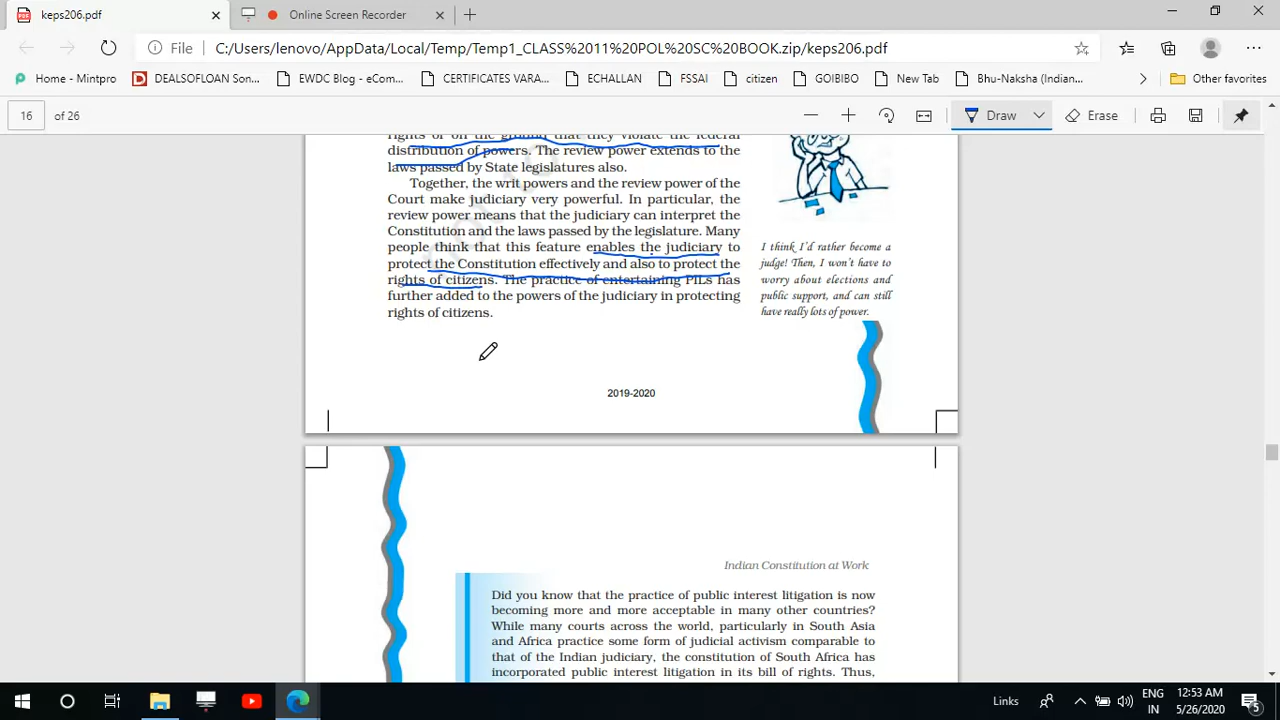 keps206.pdf
Online Screen Recorder
File
C:/Users/lenovo/AppData/Local/Temp/Temp1_CLASS%2011%20POL%20SC%20BOOK.zip/keps206.pdf
Home - Mintpro
DEALSOFLOAN Son...
EWDC Blog - eCom...
CERTIFICATES VARA...
ECHALLAN
FSSAI
citizen
GOIBIBO
New Tab
Bhu-Naksha (Indian...
Other favorites
16 of 26
Draw
Erase
rights or on the ground that they violate the federal
distribution of powers. The review power extends to the
laws passed by State legislatures also.
Together, the writ powers and the review power of the
Court make judiciary very powerful. In particular, the
review power means that the judiciary can interpret the
Constitution and the laws passed by the legislature. Many
people think that this feature enables the judiciary to
protect the Constitution effectively and also to protect the
rights of citizens. The practice of entertaining PILs has
further added to the powers of the judiciary in protecting
rights of citizens.
I think I'd rather become a
judge! Then, I won't have to
worry about elections and
public support, and can still
have really lots of power.
2019-2020
Indian Constitution at Work
Did you know that the practice of public interest litigation is now
becoming more and more acceptable in many other countries?
While many courts across the world, particularly in South Asia
and Africa practice some form of judicial activism comparable to
that of the Indian judiciary, the constitution of South Africa has
incorporated public interest litigation in its bill of rights. Thus,
Links
ENG
IN
12:53 AM
5/26/2020
5